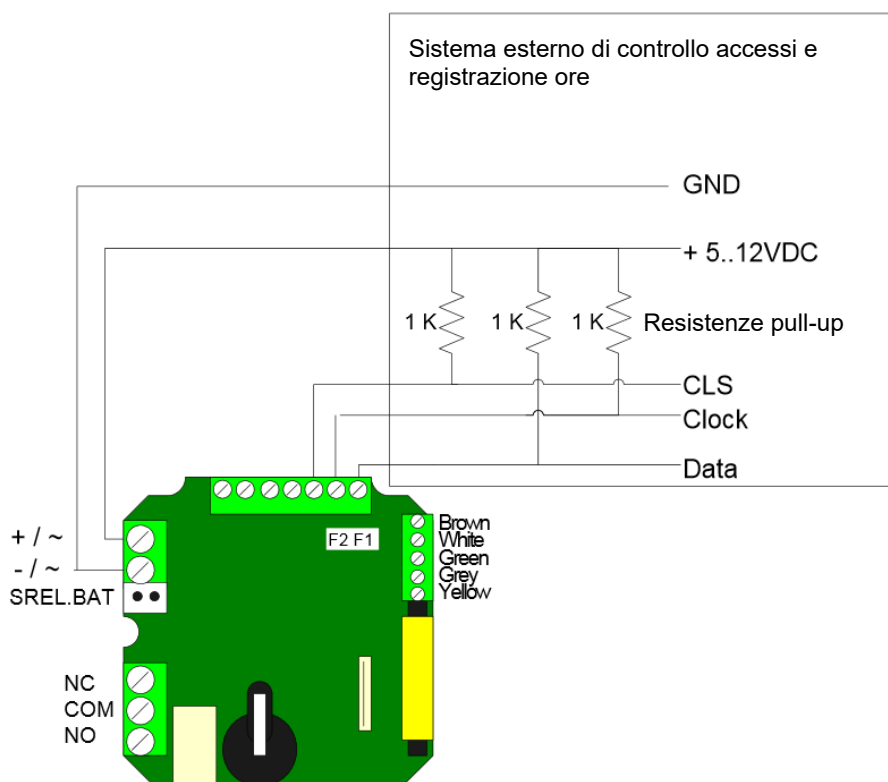 Sistema esterno di controllo accessi e
registrazione ore
GND
+ 5..12VDC
1 K 1 K 1 K Resistenze pull-up
CLS
Clock
Data
+ / ~
- / ~
SREL.BAT
F2 F1
Brown
White
Green
Grey
Yellow
NC
COM
NO